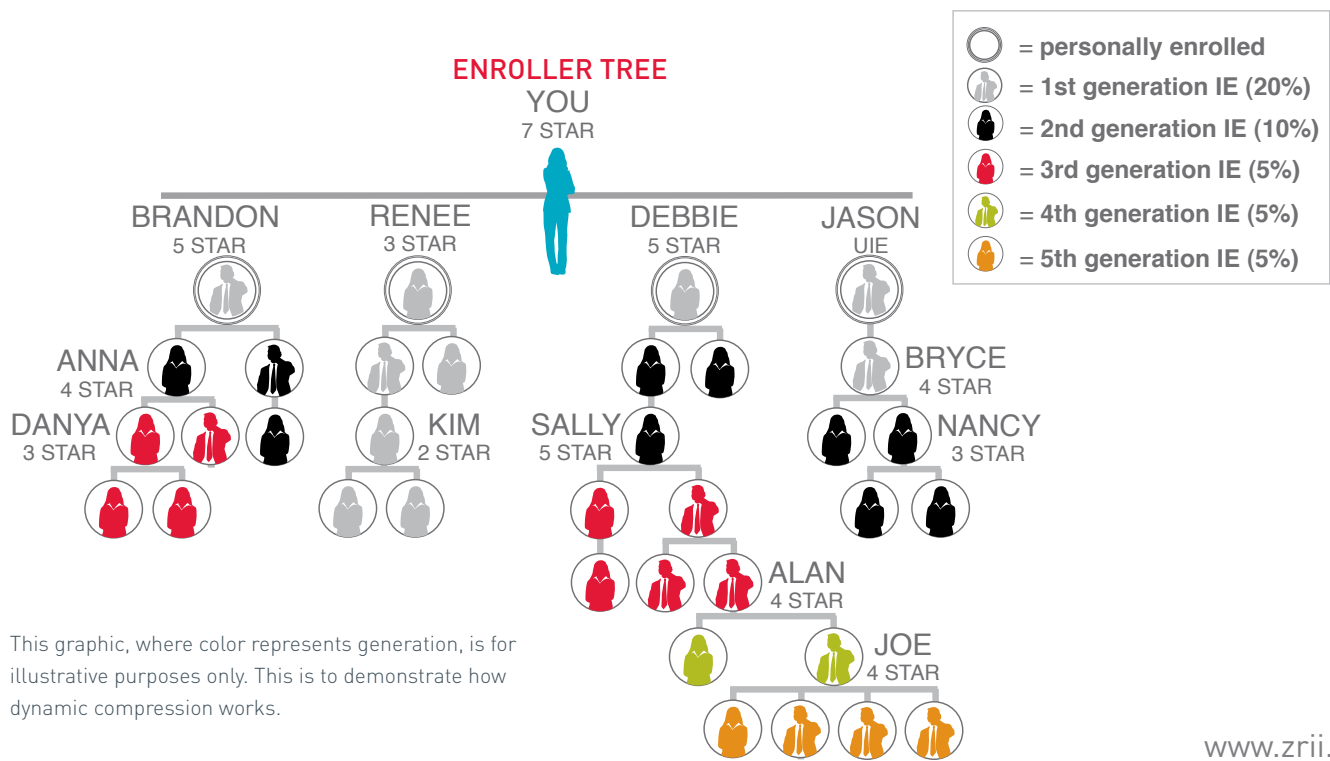 ENROLLER TREE
YOU
7 STAR
= personally enrolled
= 1st generation IE (20%)
= 2nd generation IE (10%)
= 3rd generation IE (5%)
= 4th generation IE (5%)
= 5th generation IE (5%)
BRANDON
5 STAR
RENEE
3 STAR
DEBBIE
5 STAR
JASON
UIE
ANNA
4 STAR
BRYCE
4 STAR
DANYA
3 STAR
KIM
2 STAR
SALLY
5 STAR
NANCY
3 STAR
ALAN
4 STAR
JOE
4 STAR
This graphic, where color represents generation, is for
illustrative purposes only. This is to demonstrate how
dynamic compression works.
www.zrii.